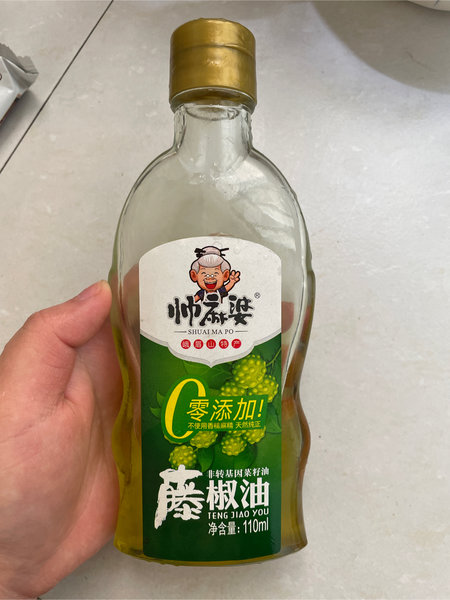 帅麻婆®
SHUAI MA PO
峨眉山特产
0零添加!
不使用香椒麻精 天然纯正
非转基因菜籽油
藤椒油
TENG JIAO YOU
净含量:110ml